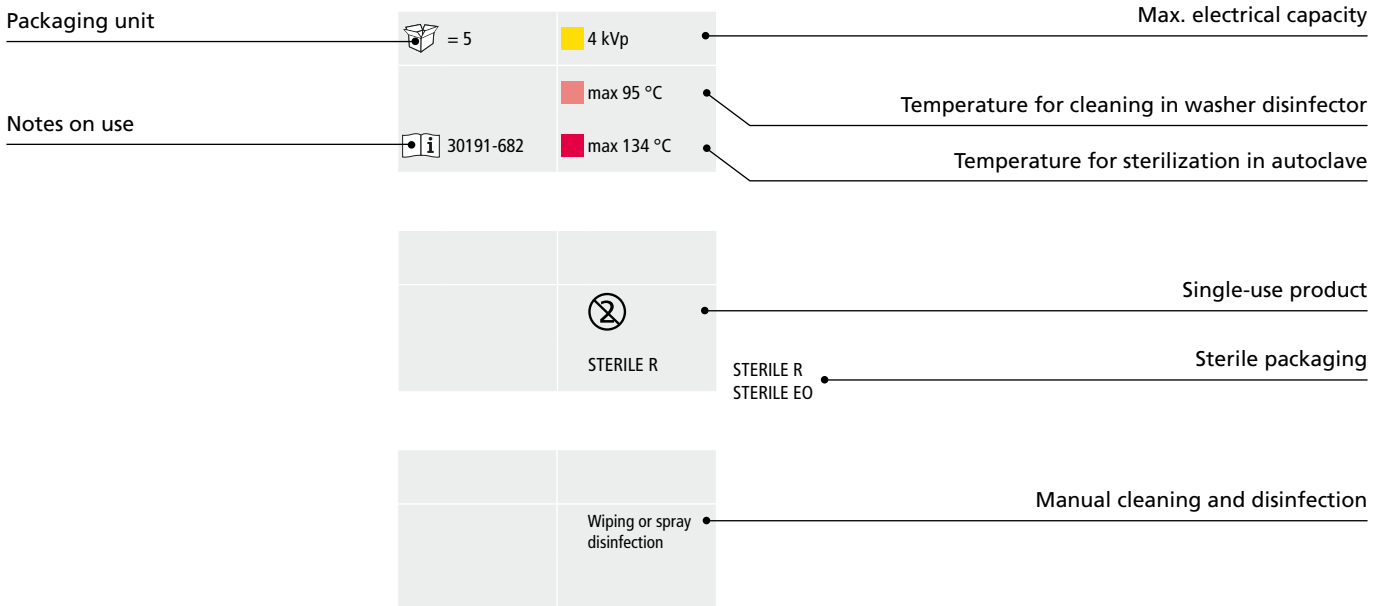 Packaging unit
= 5
4 kVp
Max. electrical capacity
max 95 °C
Temperature for cleaning in washer disinfector
Notes on use
i 30191-682
max 134 °C
Temperature for sterilization in autoclave
2
Single-use product
STERILE R
STERILE R
STERILE EO
Sterile packaging
Wiping or spray
disinfection
Manual cleaning and disinfection